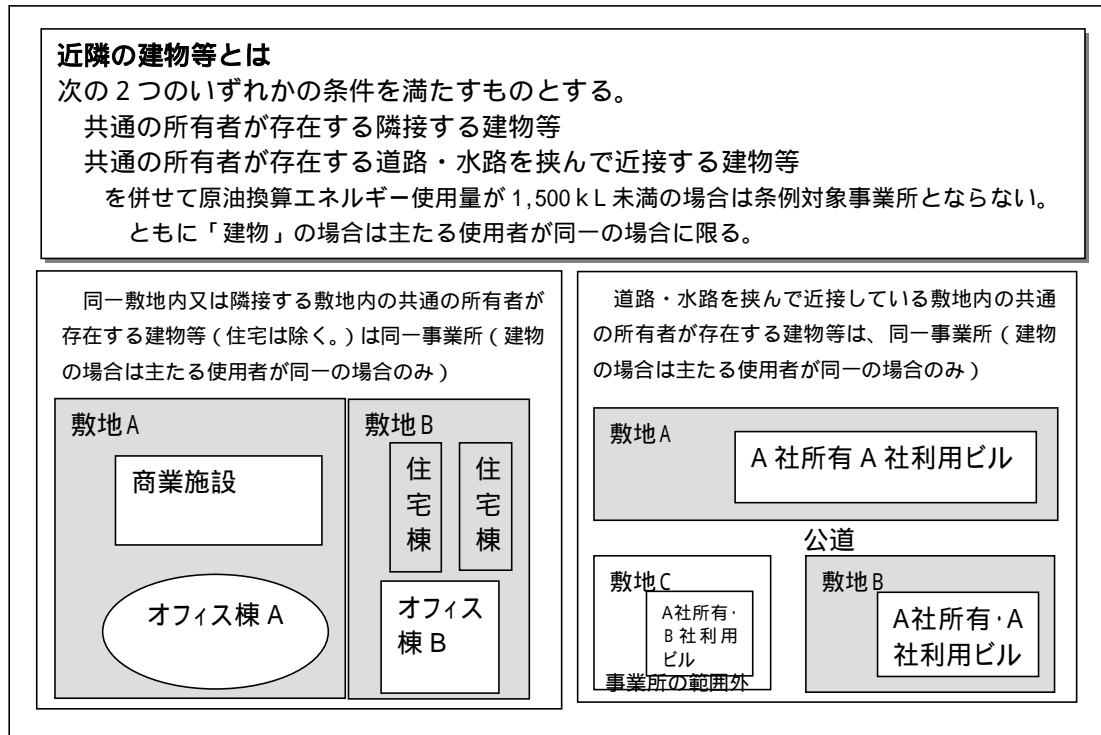 近隣の建物等とは
次の2つのいずれかの条件を満たすものとする。
共通の所有者が存在する隣接する建物等
共通の所有者が存在する道路・水路を挟んで近接する建物等
を併せて原油換算エネルギー使用量が1,500kL未満の場合は条例対象事業所とならない。
ともに「建物」の場合は主たる使用者が同一の場合に限る。
同一敷地内又は隣接する敷地内の共通の所有者が
存在する建物等(住宅は除く。)は同一事業所(建物
の場合は主たる使用者が同一の場合のみ)
敷地A
商業施設
オフィス棟A
敷地B
住宅棟
住宅棟
オフィス
棟B
道路・水路を挟んで近接している敷地内の共通
の所有者が存在する建物等は、同一事業所(建物
の場合は主たる使用者が同一の場合のみ)
敷地A
A社所有A社利用ビル
公道
敷地C
A社所有・
B社利用
ビル
事業所の範囲外
敷地B
A社所有・A
社利用ビル